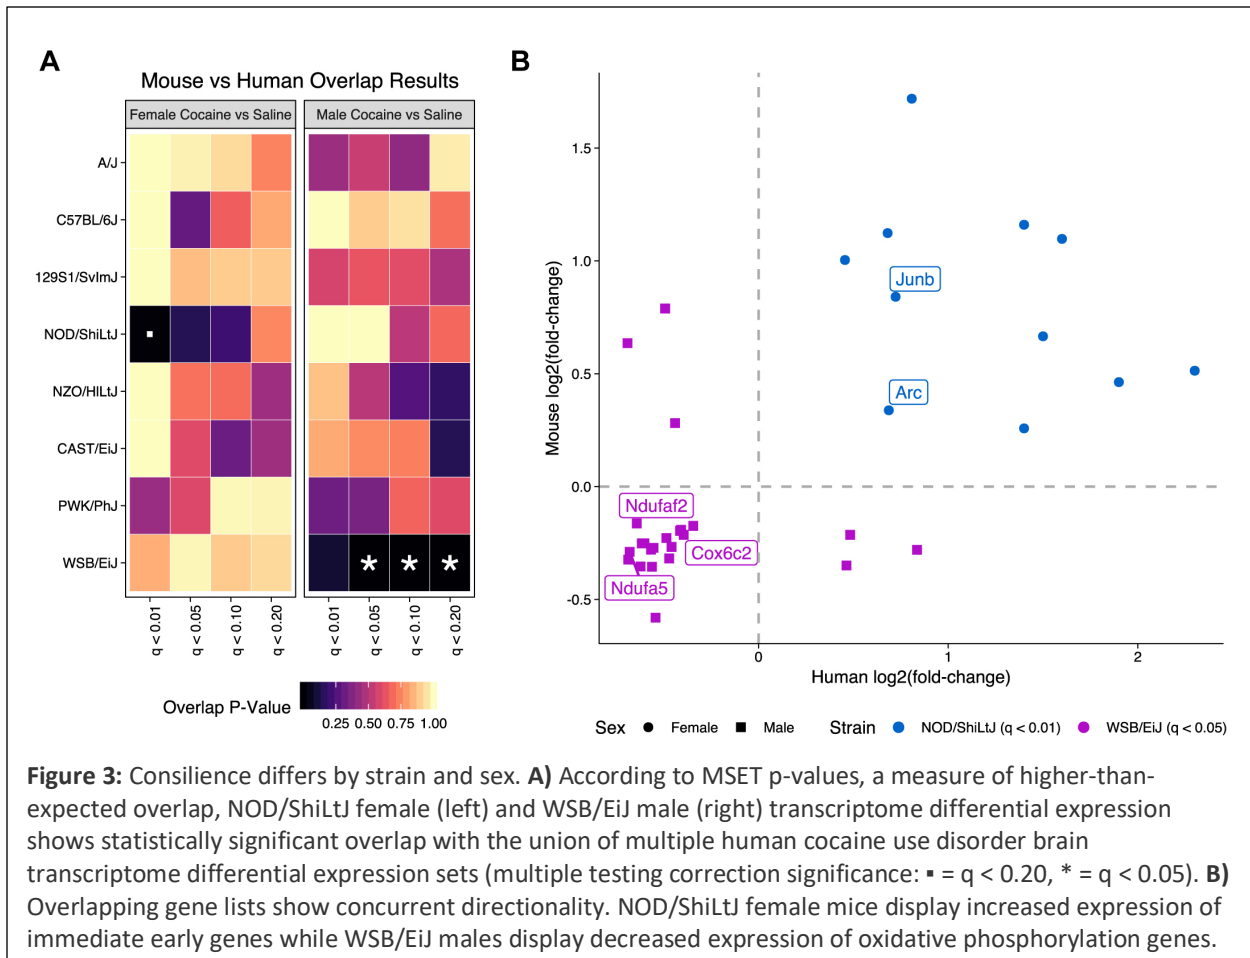 A
Mouse vs Human Overlap Results
Female Cocaine vs Saline
Male Cocaine vs Saline
A/J
C57BL/6J
129S1/SvImJ
NOD/ShiLtJ
NZO/HlLtJ
CAST/EiJ
PWK/PhJ
WSB/EiJ
* * *
q < 0.01
q < 0.05
q < 0.10
q < 0.20
q < 0.01
q < 0.05
q < 0.10
q < 0.20
Overlap P-Value
0.25 0.50 0.75 1.00
B
Mouse log2(fold-change)
1.5
1.0
0.5
0.0
-0.5
Junb
Arc
Ndufaf2
Cox6c2
Ndufa5
0 1 2
Human log2(fold-change)
Sex Female Male Strain NOD/ShiLtJ (q < 0.01) WSB/EiJ (q < 0.05)
Figure 3: Consilience differs by strain and sex. A) According to MSET p-values, a measure of higher-than-
expected overlap, NOD/ShiLtJ female (left) and WSB/EiJ male (right) transcriptome differential expression
shows statistically significant overlap with the union of multiple human cocaine use disorder brain
transcriptome differential expression sets (multiple testing correction significance: ▪ = q < 0.20, * = q < 0.05). B)
Overlapping gene lists show concurrent directionality. NOD/ShiLtJ female mice display increased expression of
immediate early genes while WSB/EiJ males display decreased expression of oxidative phosphorylation genes.